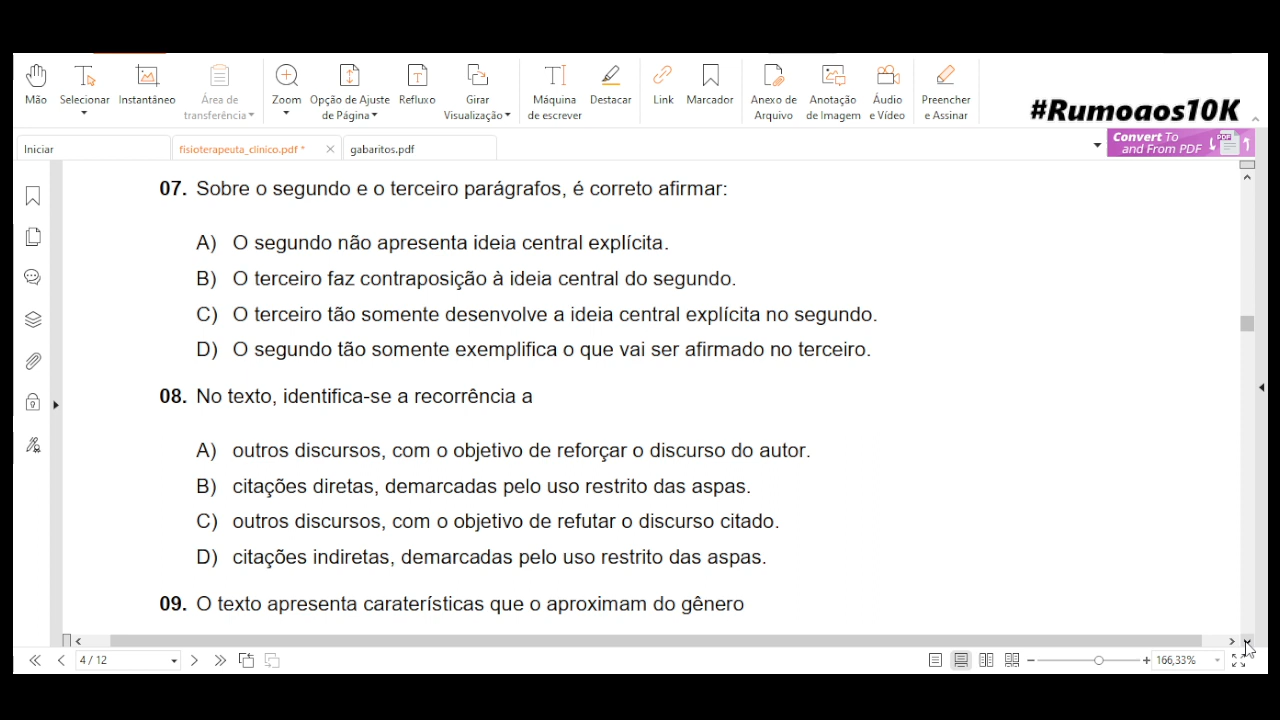 Mão
Selecionar
Instantâneo
Área de
transferência
Zoom
Opção de Ajuste
de Página
Refluxo
Girar
Visualização
Máquina
de escrever
Destacar
Link
Marcador
Anexo de
Arquivo
Anotação
de Imagem
Áudio
e Vídeo
Preencher
e Assinar
#Rumoaos10K
Iniciar
fisioterapeuta_clínico.pdf *
gabaritos.pdf
Convert To
and From PDF
PDF
07. Sobre o segundo e o terceiro parágrafos, é correto afirmar:
A) O segundo não apresenta ideia central explícita.
B) O terceiro faz contraposição à ideia central do segundo.
C) O terceiro tão somente desenvolve a ideia central explícita no segundo.
D) O segundo tão somente exemplifica o que vai ser afirmado no terceiro.
08. No texto, identifica-se a recorrência a
A) outros discursos, com o objetivo de reforçar o discurso do autor.
B) citações diretas, demarcadas pelo uso restrito das aspas.
C) outros discursos, com o objetivo de refutar o discurso citado.
D) citações indiretas, demarcadas pelo uso restrito das aspas.
09. O texto apresenta caraterísticas que o aproximam do gênero
4 / 12
166,33%